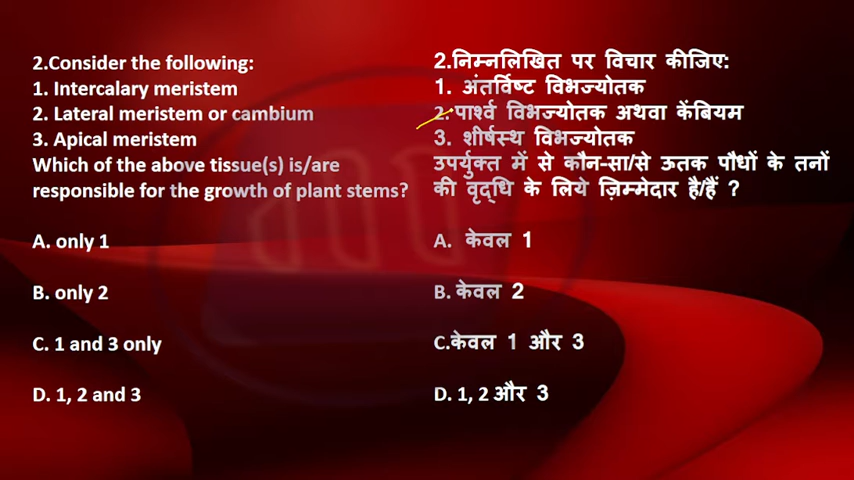 2.Consider the following:
1. Intercalary meristem
2. Lateral meristem or cambium
3. Apical meristem
Which of the above tissue(s) is/are
responsible for the growth of plant stems?
A. only 1
B. only 2
C. 1 and 3 only
D. 1, 2 and 3
2.निम्नलिखित पर विचार कीजिए:
1. अंतर्विष्ट विभज्योतक
2.पार्श्व विभज्योतक अथवा केंबियम
3. शीर्षस्थ विभज्योतक
उपर्युक्त में से कौन-सा/से ऊतक पौधों के तनों
की वृद्धि के लिये ज़िम्मेदार है/हैं ?
A. केवल 1
B. केवल 2
C.केवल 1 और 3
D. 1, 2 और 3